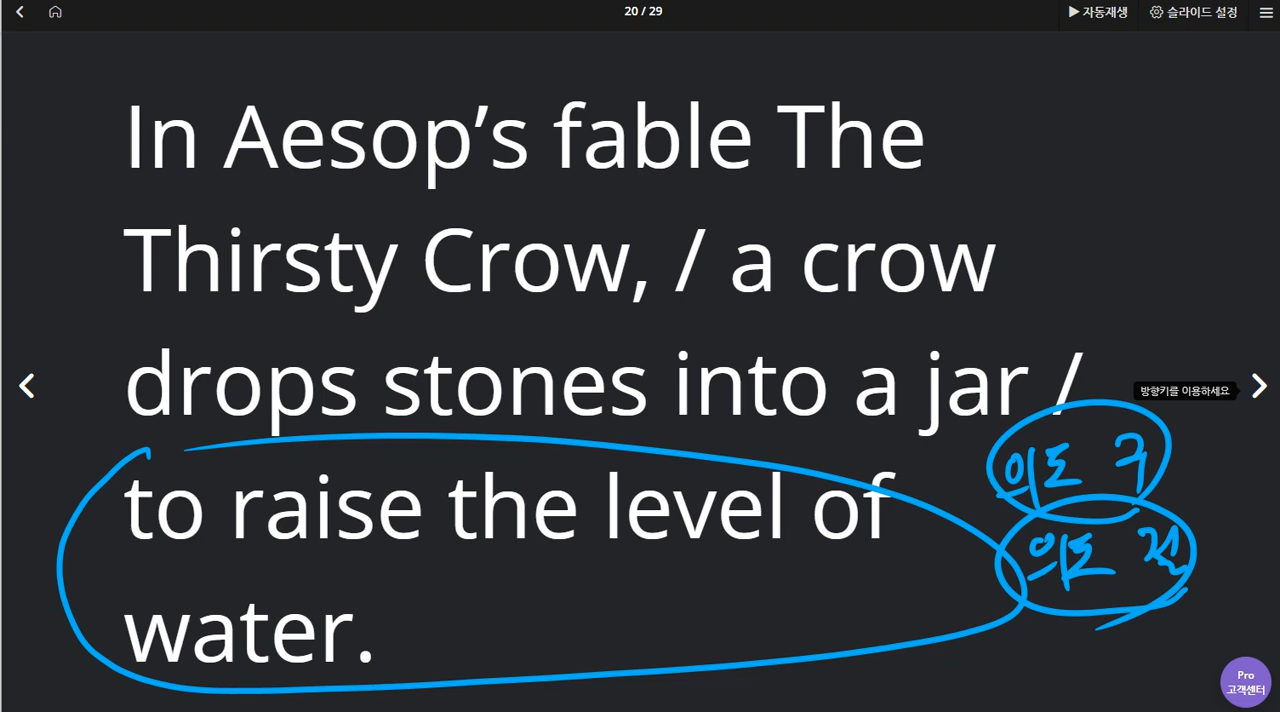 20 / 29
자동재생
슬라이드 설정
In Aesop’s fable The
Thirsty Crow, / a crow
drops stones into a jar /
방향키를 이용하세요
to raise the level of
water.
의도 구
의도 절
Pro
고객센터